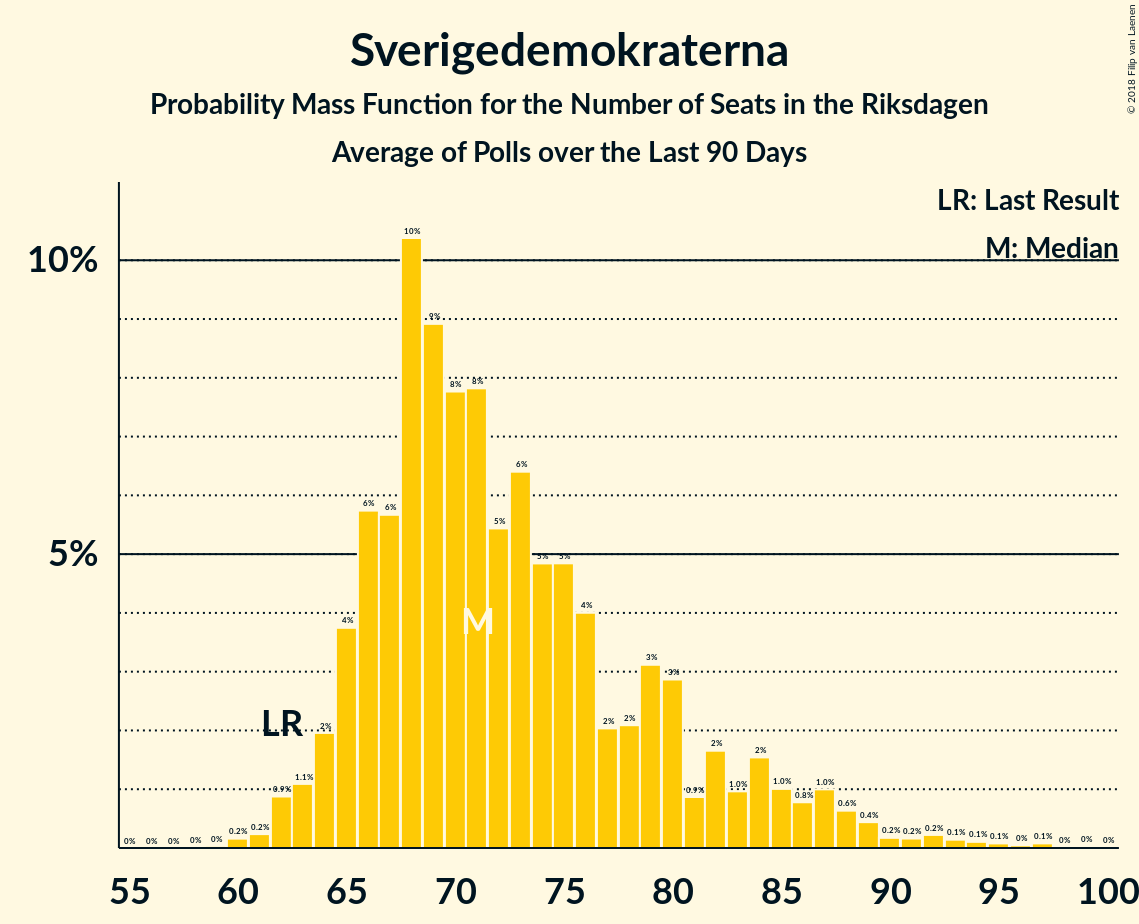 Sverigedemokraterna
Probability Mass Function for the Number of Seats in the Riksdagen
Average of Polls over the Last 90 Days
© 2018 Filip van Laenen
LR: Last Result
M: Median
10%
5%
LR
M
0% 0% 0% 0% 0% 0.2% 0.2% 0.9% 1.1% 2% 4% 6% 6% 10% 9% 8% 8% 5% 6% 5% 5% 4% 2% 2% 3% 3% 0.9% 2% 1.0% 2% 1.0% 0.8% 1.0% 0.6% 0.4% 0.2% 0.2% 0.2% 0.1% 0.1% 0.1% 0% 0.1% 0% 0% 0%
55 60 65 70 75 80 85 90 95 100